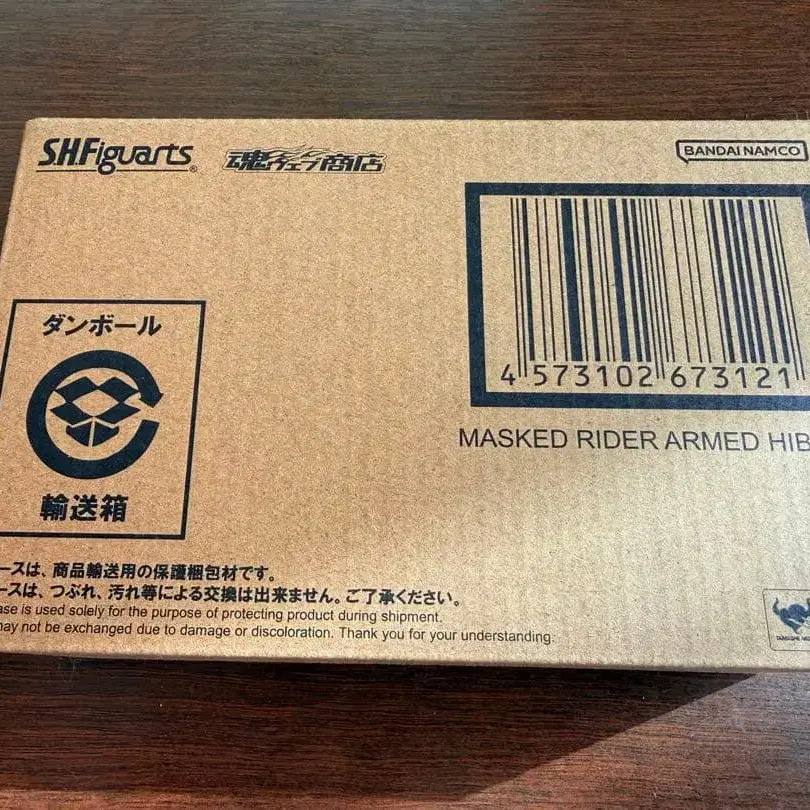 S.H.Figuarts®
魂ウェブ商店
BANDAI NAMCO
4 573102 673121
MASKED RIDER ARMED HIB
ダンボール
輸送箱
ースは、商品輸送用の保護梱包材です。
ースは、つぶれ、汚れ等による交換は出来ません。ご了承ください。
ase is used solely for the purpose of protecting product during shipment.
may not be exchanged due to damage or discoloration. Thank you for your understanding.